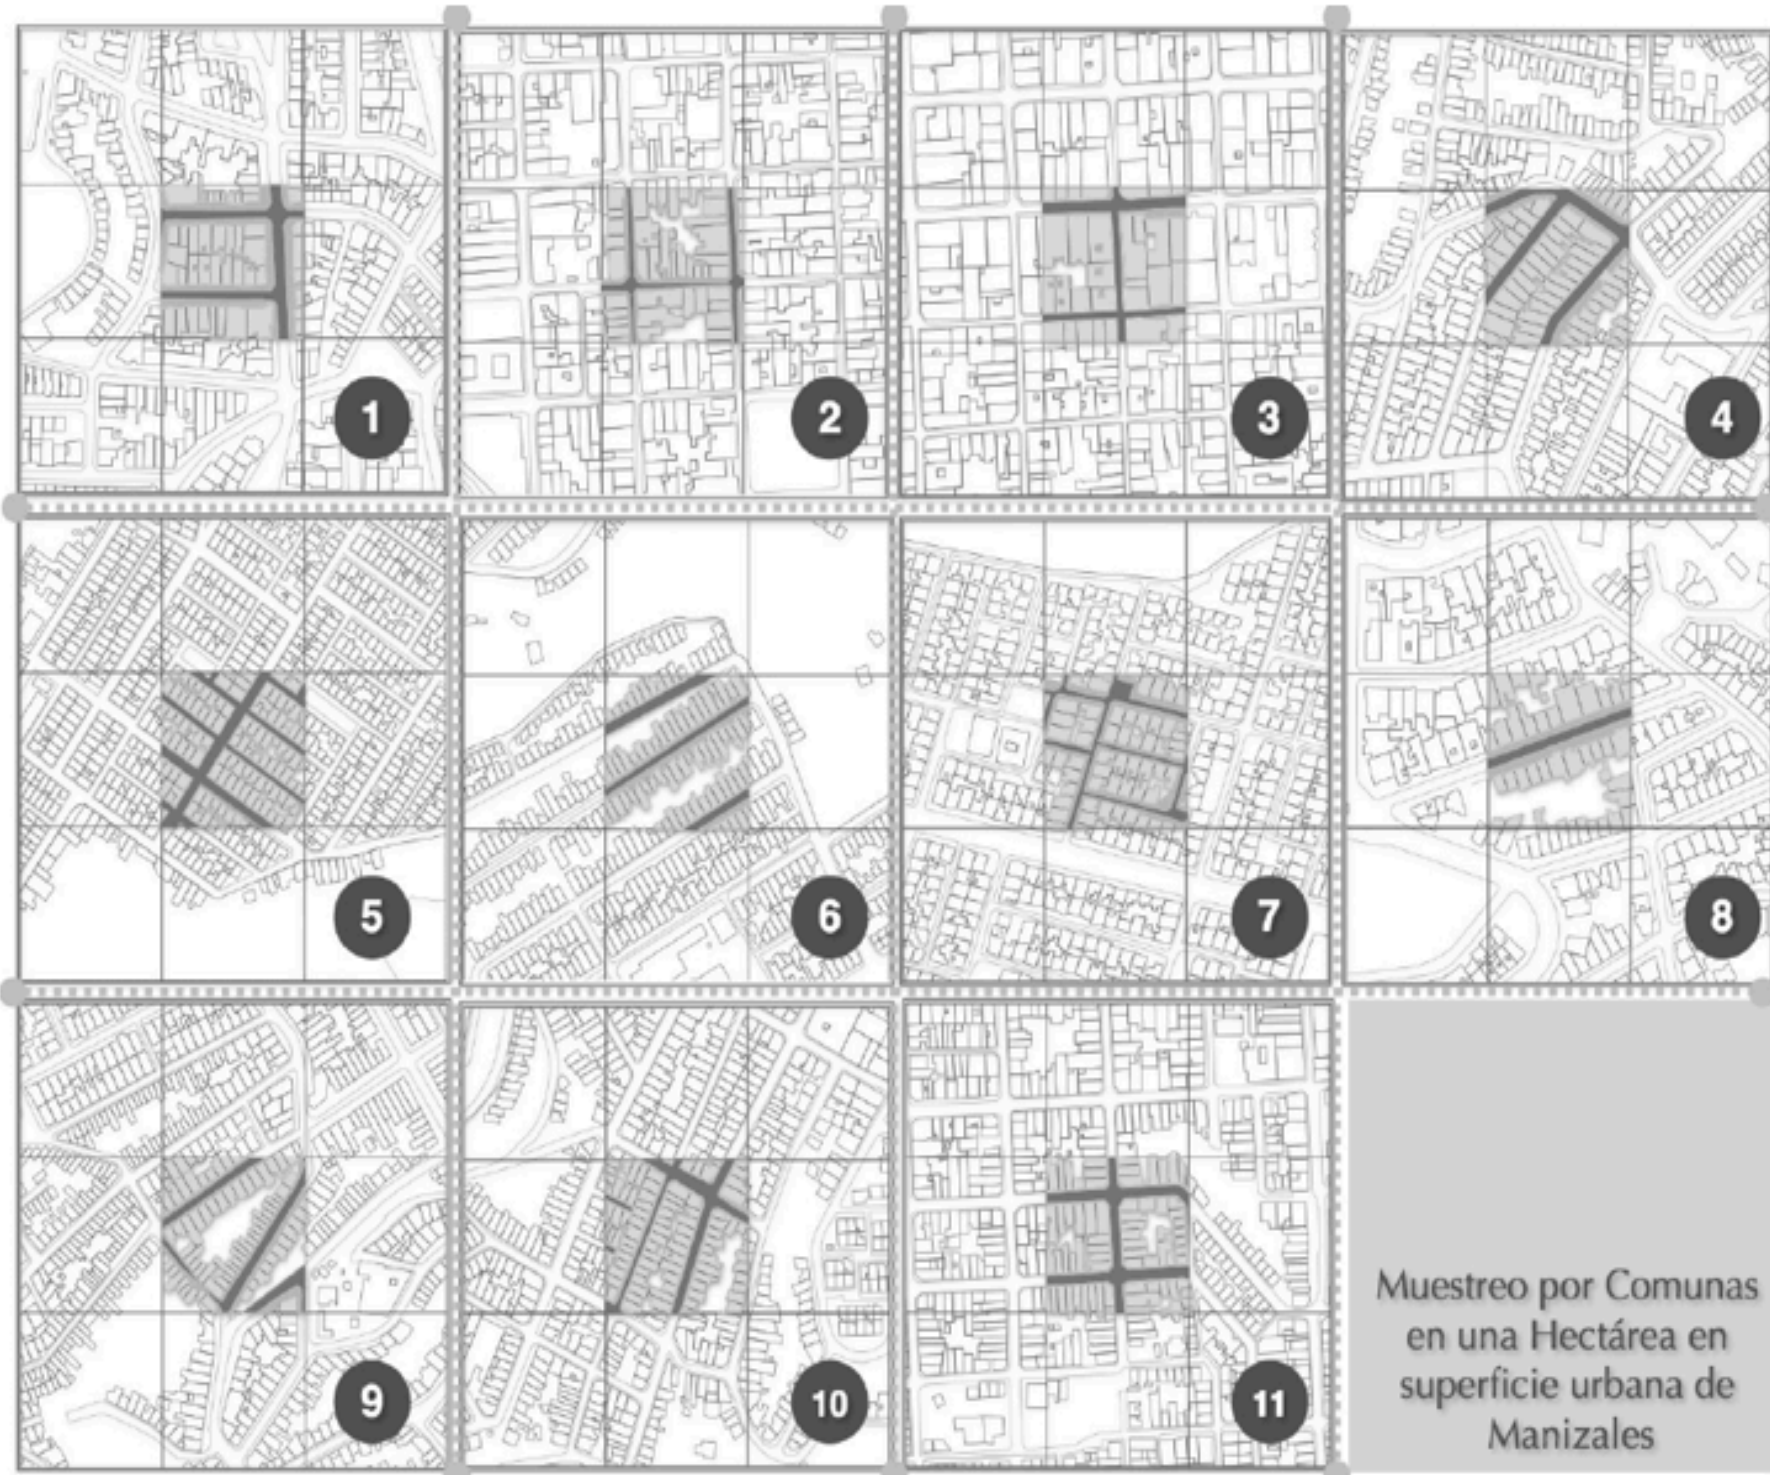 1
2
3
4
5
6
7
8
9
10
11
Muestreo por Comunas
en una Hectárea en
superficie urbana de
Manizales